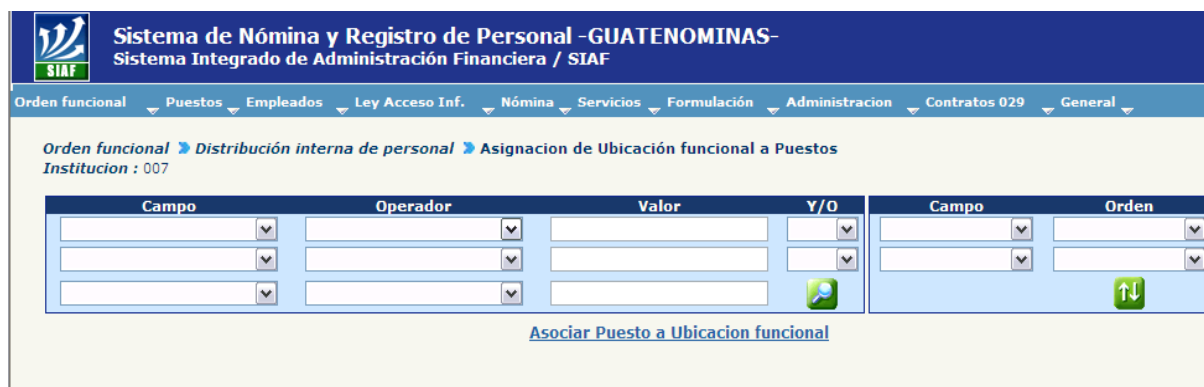 Sistema de Nómina y Registro de Personal -GUATENOMINAS-
SIAF
Sistema Integrado de Administración Financiera / SIAF
Orden funcional Puestos Empleados Ley Acceso Inf. Nómina Servicios Formulación Administracion Contratos 029 General
Orden funcional Distribución interna de personal Asignacion de Ubicación funcional a Puestos
Institucion : 007
Campo Operador Valor Y/O Campo Orden
Asociar Puesto a Ubicacion funcional